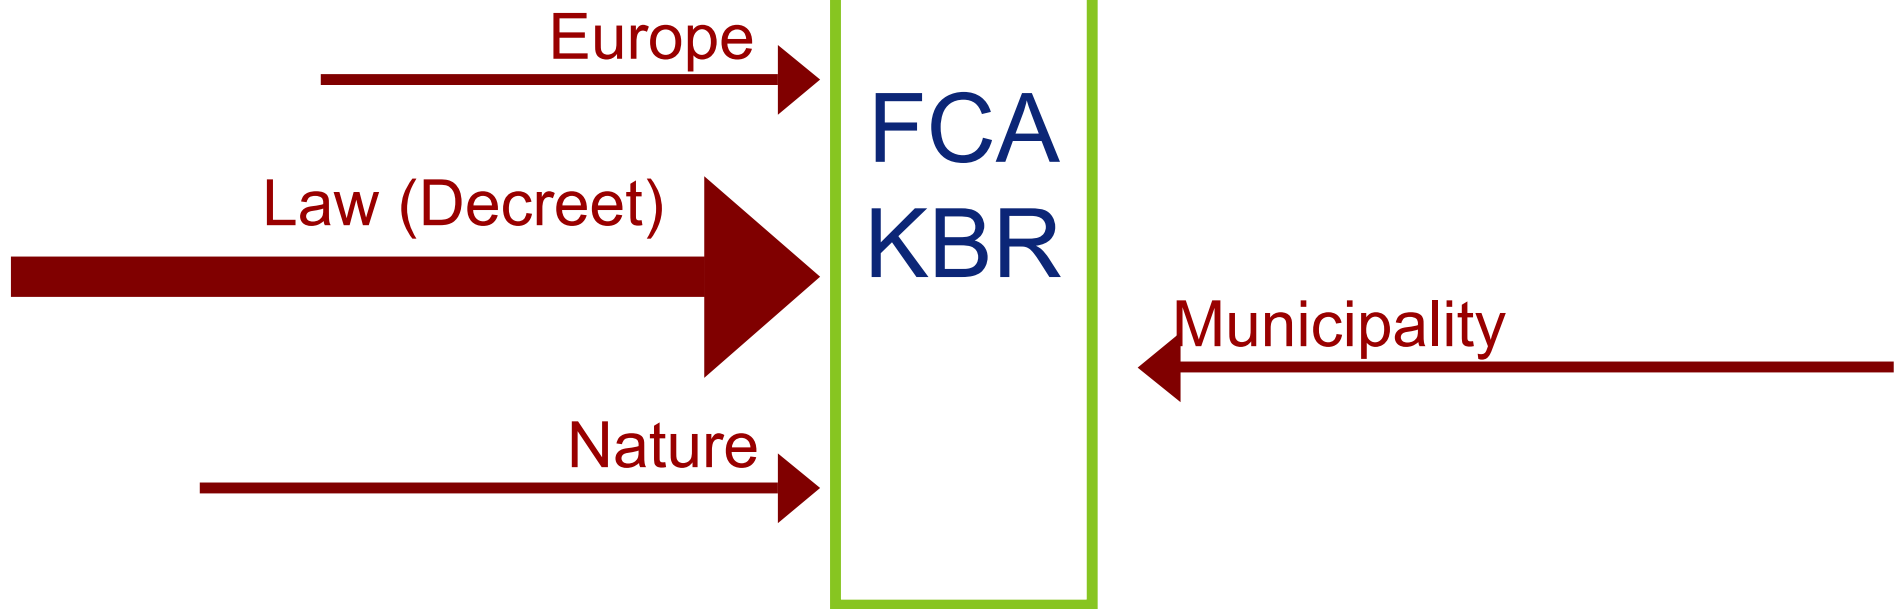 Europe
FCA
KBR
Law (Decreet)
Municipality
Nature